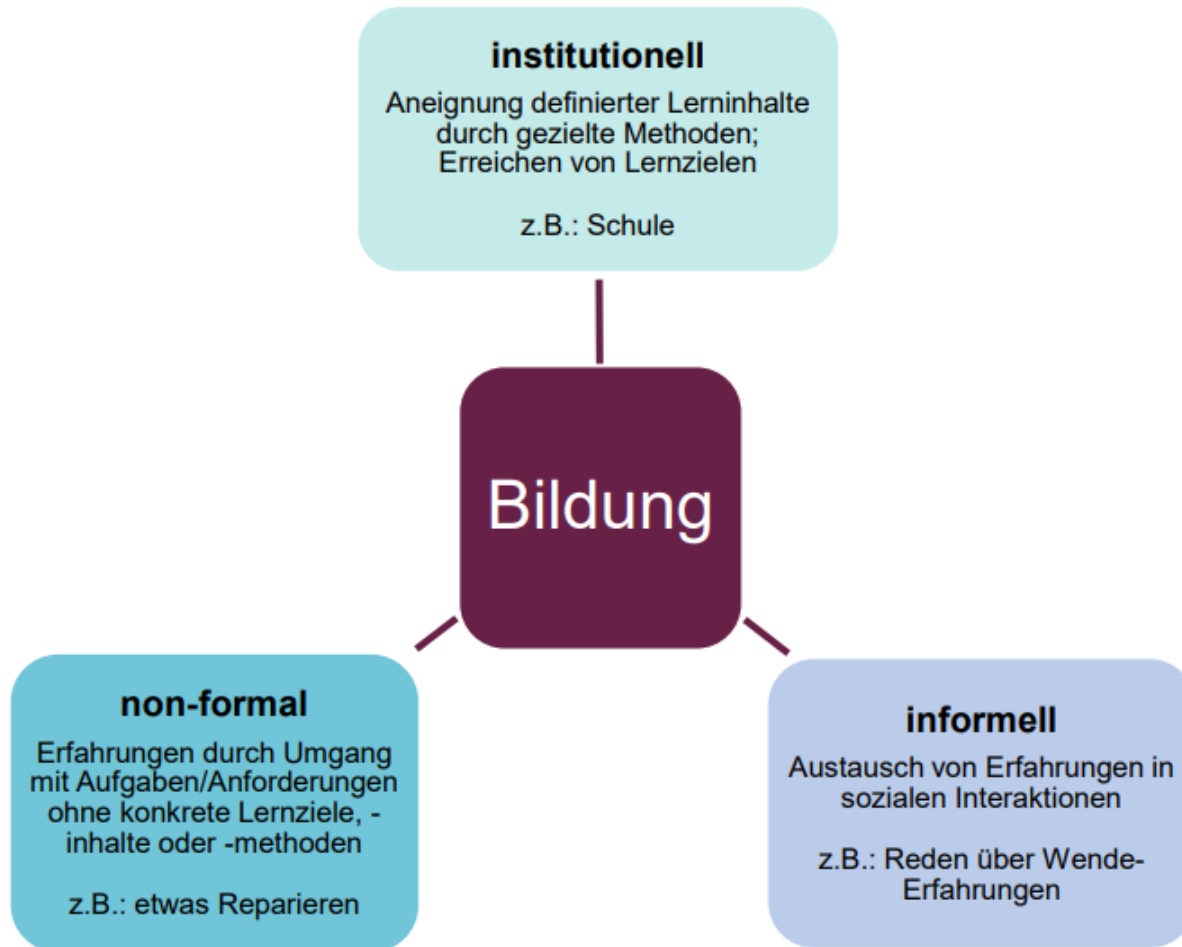 institutionell
Aneignung definierter Lerninhalte
durch gezielte Methoden;
Erreichen von Lernzielen
z.B.: Schule
Bildung
non-formal
Erfahrungen durch Umgang
mit Aufgaben/Anforderungen
ohne konkrete Lernziele, -
inhalte oder -methoden
z.B.: etwas Reparieren
informell
Austausch von Erfahrungen in
sozialen Interaktionen
z.B.: Reden über Wende-
Erfahrungen